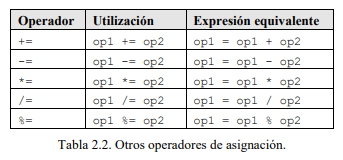 Operador Utilización Expresión equivalente
+= op1 += op2 op1 = op1 + op2
-= op1 -= op2 op1 = op1 - op2
*= op1 *= op2 op1 = op1 * op2
/= op1 /= op2 op1 = op1 / op2
%= op1 %= op2 op1 = op1 % op2
Tabla 2.2. Otros operadores de asignación.